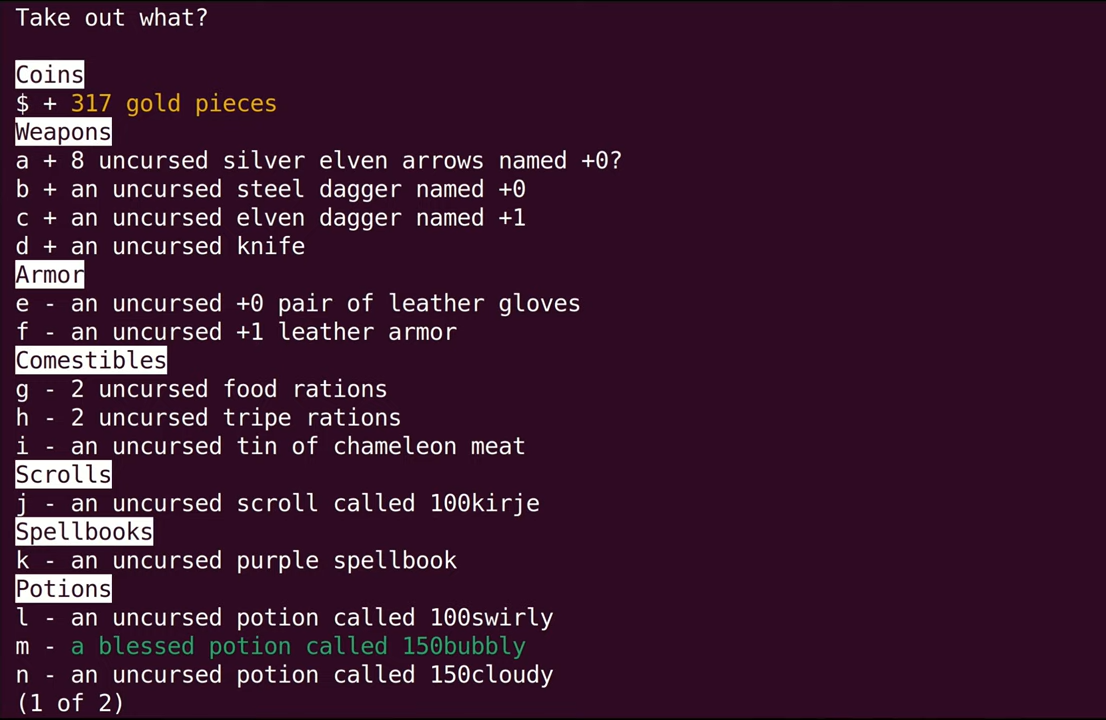 Take out what?
Coins
$ + 317 gold pieces
Weapons
a + 8 uncursed silver elven arrows named +0?
b + an uncursed steel dagger named +0
c + an uncursed elven dagger named +1
d + an uncursed knife
Armor
e - an uncursed +0 pair of leather gloves
f - an uncursed +1 leather armor
Comestibles
g - 2 uncursed food rations
h - 2 uncursed tripe rations
i - an uncursed tin of chameleon meat
Scrolls
j - an uncursed scroll called 100kirje
Spellbooks
k - an uncursed purple spellbook
Potions
l - an uncursed potion called 100swirly
m - a blessed potion called 150bubbly
n - an uncursed potion called 150cloudy
(1 of 2)